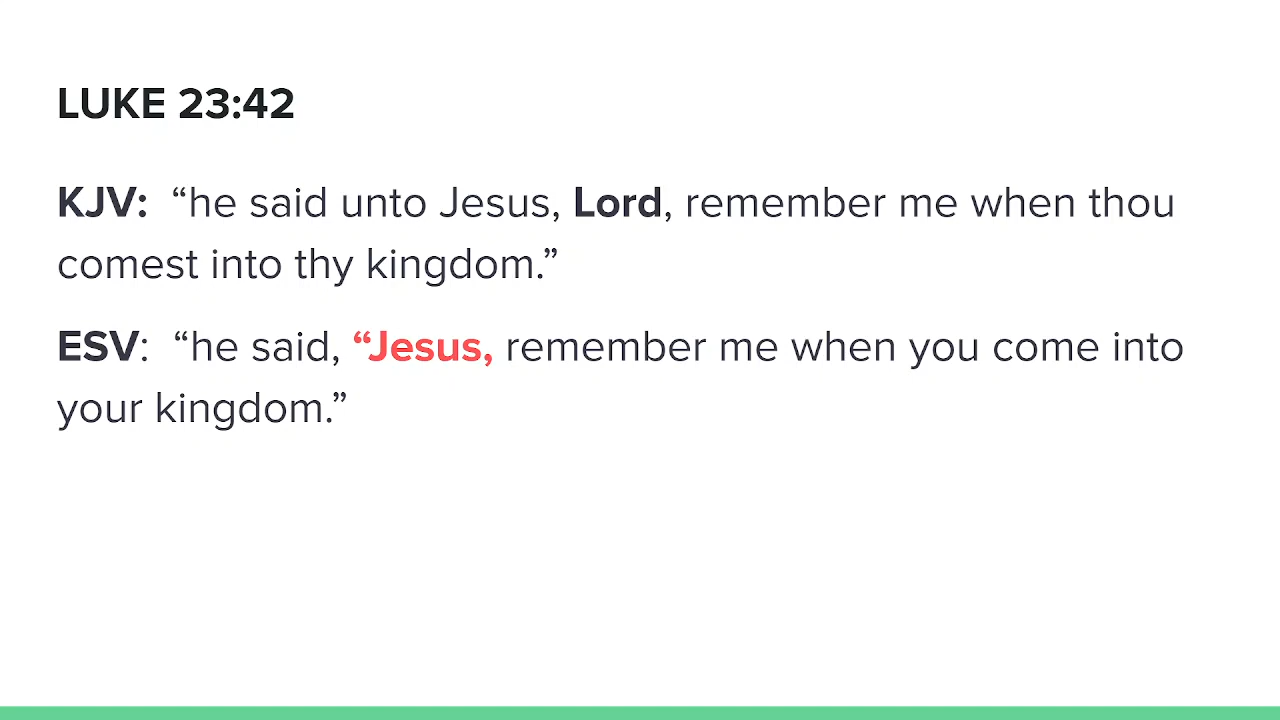 LUKE 23:42
KJV:  “he said unto Jesus, Lord, remember me when thou
comest into thy kingdom.”
ESV:  “he said, “Jesus, remember me when you come into
your kingdom.”